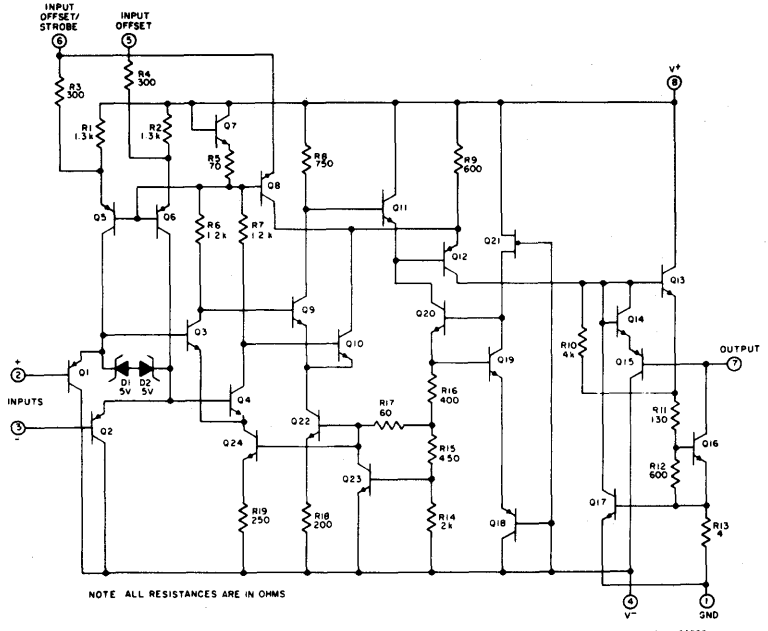 INPUT
OFFSET/
STROBE
6
INPUT
OFFSET
5
V+
8
R3
300
R4
300
R1
1.3k
R2
1.3k
Q7
R5
70
Q8
R8
750
R9
600
Q11
Q5
Q6
R6
1.2k
R7
1.2k
Q12
Q21
Q13
Q9
Q20
Q14
Q3
Q10
Q19
R10
4k
Q15
OUTPUT
7
+
2
Q1
D1
5V
D2
5V
INPUTS
Q4
R16
400
R17
60
R11
130
3
-
Q2
Q22
Q16
Q24
R15
450
R12
600
Q23
Q17
R19
250
R18
200
R14
2k
Q18
R13
4
NOTE ALL RESISTANCES ARE IN OHMS
4
V-
1
GND